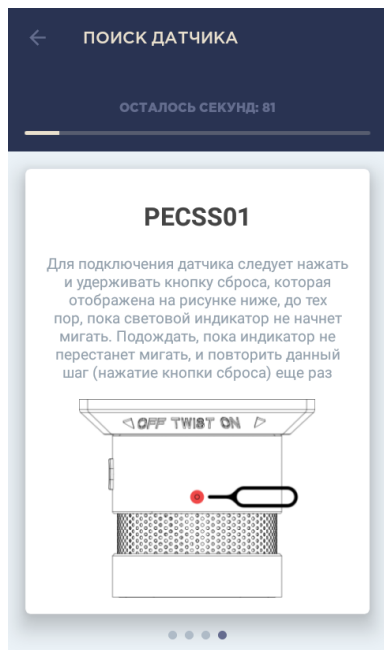 ПОИСК ДАТЧИКА
ОСТАЛОСЬ СЕКУНД: 81
PECSS01
Для подключения датчика следует нажать
и удерживать кнопку сброса, которая
отображена на рисунке ниже, до тех
пор, пока световой индикатор не начнет
мигать. Подождать, пока индикатор не
перестанет мигать, и повторить данный
шаг (нажатие кнопки сброса) еще раз
OFF TWIST ON